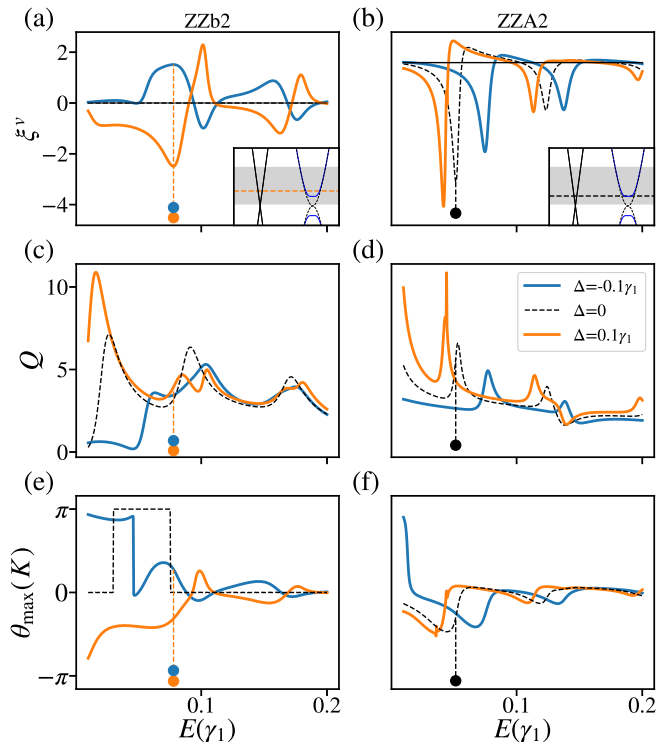 (a) ZZb2
(b) ZZA2
2
0
−2
−4
ξᵛ
(c)
(d)
10
5
0
Q
Δ=-0.1γ₁
Δ=0
Δ=0.1γ₁
(e)
(f)
π
0
−π
θmax(K)
0.1 0.2
0.1 0.2
E(γ₁)
E(γ₁)